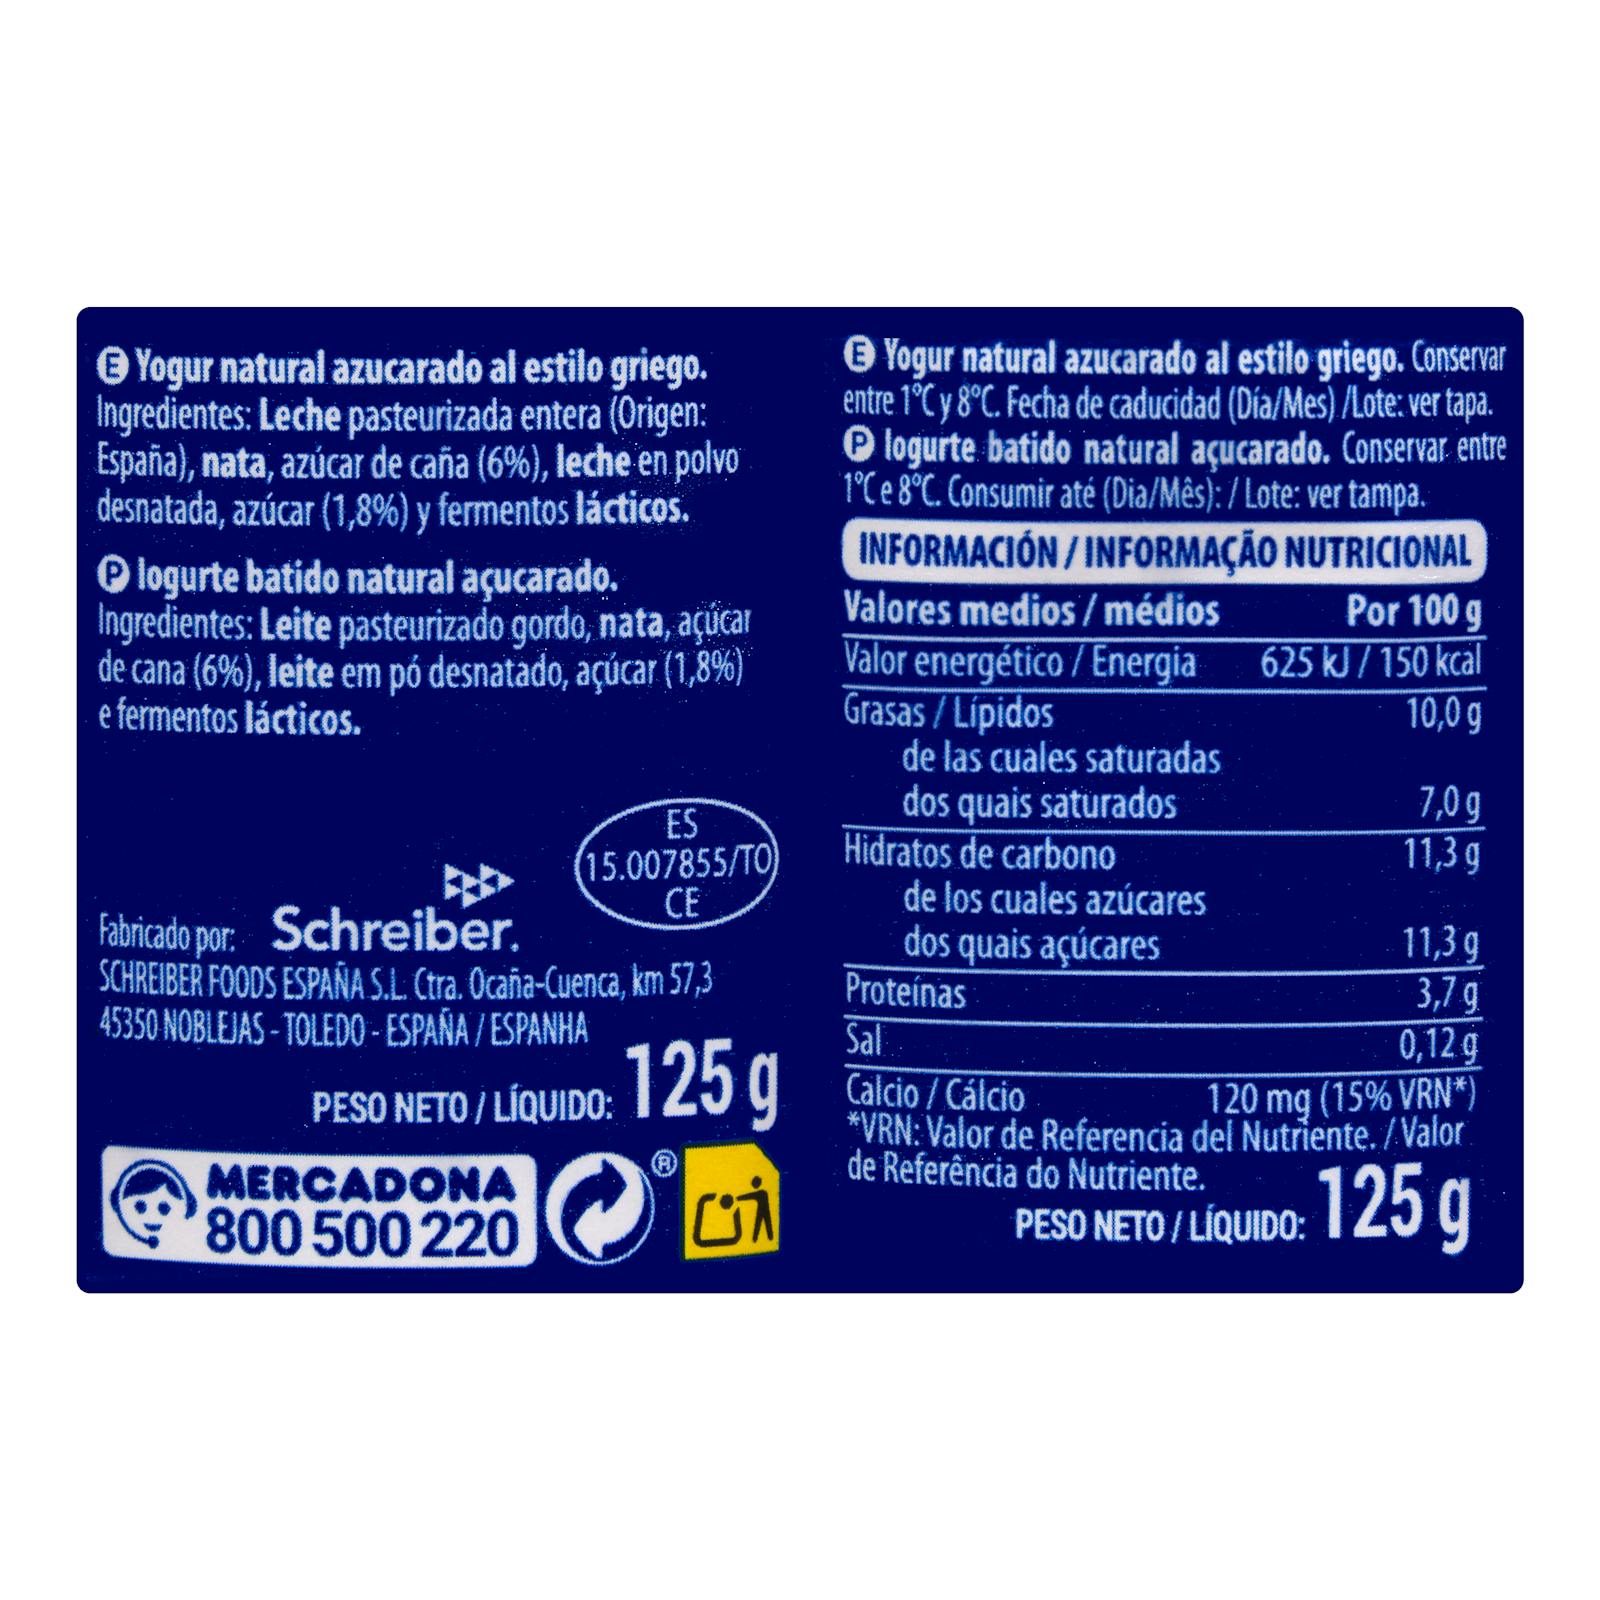 E Yogur natural azucarado al estilo griego.
Ingredientes: Leche pasteurizada entera (Origen:
España), nata, azúcar de caña (6%), leche en polvo
desnatada, azúcar (1,8%) y fermentos lácticos.
P Iogurte batido natural açucarado.
Ingredientes: Leite pasteurizado gordo, nata, açúcar
de cana (6%), leite em pó desnatado, açúcar (1,8%)
e fermentos lácticos.
ES
15.007855/TO
CE
Fabricado por: Schreiber.
SCHREIBER FOODS ESPAÑA S.L. Ctra. Ocaña-Cuenca, km 57,3
45350 NOBLEJAS - TOLEDO - ESPAÑA / ESPANHA
PESO NETO / LÍQUIDO: 125 g
MERCADONA
800 500 220
®
E Yogur natural azucarado al estilo griego. Conservar
entre 1°C y 8°C. Fecha de caducidad (Día/Mes) /Lote: ver tapa.
P Iogurte batido natural açucarado. Conservar entre
1°C e 8°C. Consumir até (Dia/Mês): / Lote: ver tampa.
INFORMACIÓN / INFORMAÇÃO NUTRICIONAL
Valores medios / médios Por 100 g
Valor energético / Energia 625 kJ / 150 kcal
Grasas / Lípidos 10,0 g
de las cuales saturadas
dos quais saturados 7,0 g
Hidratos de carbono 11,3 g
de los cuales azúcares
dos quais açúcares 11,3 g
Proteínas 3,7 g
Sal 0,12 g
Calcio / Cálcio 120 mg (15% VRN*)
*VRN: Valor de Referencia del Nutriente. / Valor
de Referência do Nutriente.
PESO NETO / LÍQUIDO: 125 g